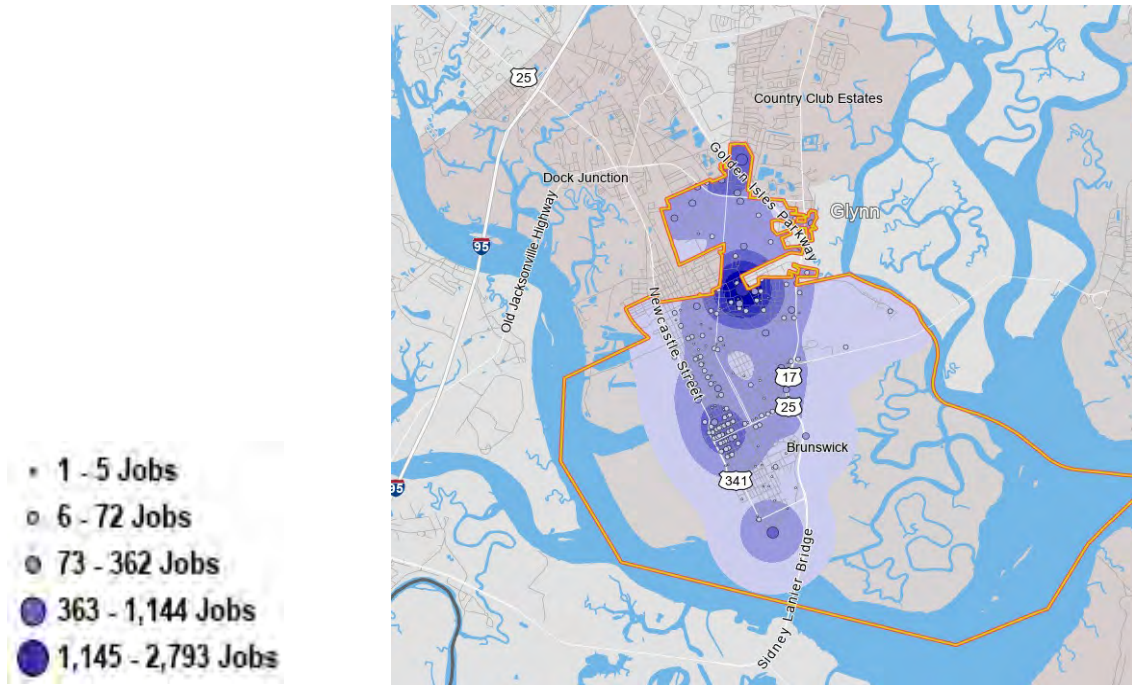 25
Country Club Estates
Golden Isles Parkway
Dock Junction
Glynn
95
Old Jacksonville Highway
Newcastle Street
17
25
Brunswick
341
95
Sidney Lanier Bridge
1 - 5 Jobs
6 - 72 Jobs
73 - 362 Jobs
363 - 1,144 Jobs
1,145 - 2,793 Jobs